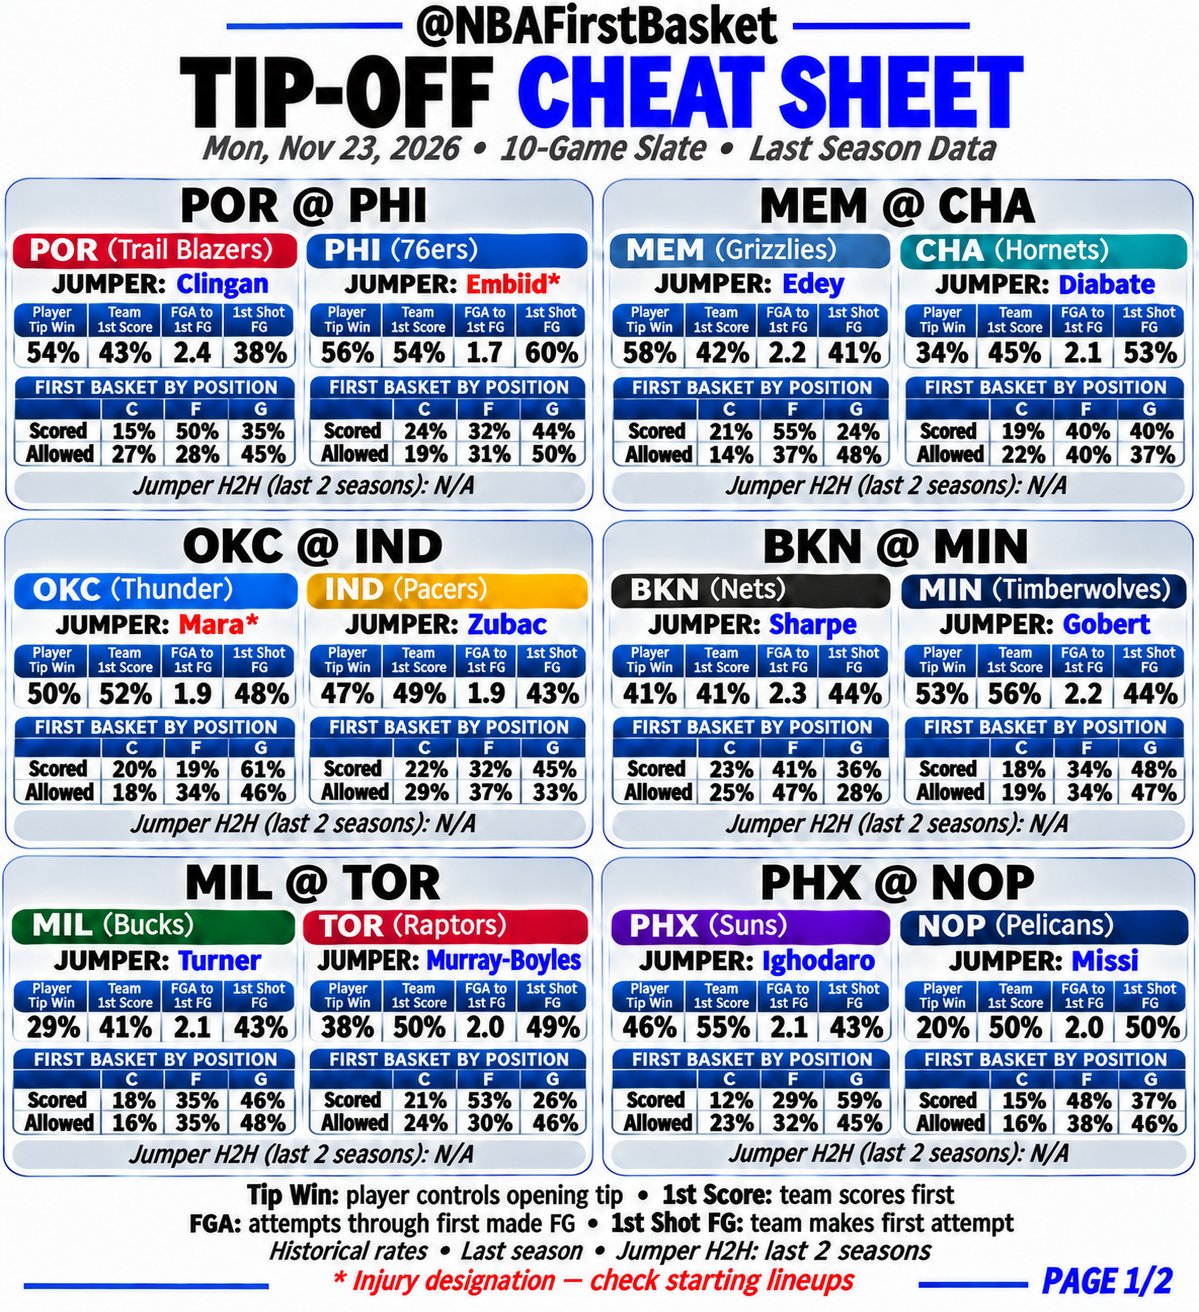 @NBAFirstBasket
TIP-OFF CHEAT SHEET
Mon, Nov 23, 2026 • 10-Game Slate • Last Season Data
POR @ PHI
POR (Trail Blazers)
JUMPER: Clingan
Player Tip Win Team 1st Score FGA to 1st FG 1st Shot FG
54% 43% 2.4 38%
FIRST BASKET BY POSITION
C F G
Scored 15% 50% 35%
Allowed 27% 28% 45%
PHI (76ers)
JUMPER: Embiid*
Player Tip Win Team 1st Score FGA to 1st FG 1st Shot FG
56% 54% 1.7 60%
FIRST BASKET BY POSITION
C F G
Scored 24% 32% 44%
Allowed 19% 31% 50%
Jumper H2H (last 2 seasons): N/A
MEM @ CHA
MEM (Grizzlies)
JUMPER: Edey
Player Tip Win Team 1st Score FGA to 1st FG 1st Shot FG
58% 42% 2.2 41%
FIRST BASKET BY POSITION
C F G
Scored 21% 55% 24%
Allowed 14% 37% 48%
CHA (Hornets)
JUMPER: Diabate
Player Tip Win Team 1st Score FGA to 1st FG 1st Shot FG
34% 45% 2.1 53%
FIRST BASKET BY POSITION
C F G
Scored 19% 40% 40%
Allowed 22% 40% 37%
Jumper H2H (last 2 seasons): N/A
OKC @ IND
OKC (Thunder)
JUMPER: Mara*
Player Tip Win Team 1st Score FGA to 1st FG 1st Shot FG
50% 52% 1.9 48%
FIRST BASKET BY POSITION
C F G
Scored 20% 19% 61%
Allowed 18% 34% 46%
IND (Pacers)
JUMPER: Zubac
Player Tip Win Team 1st Score FGA to 1st FG 1st Shot FG
47% 49% 1.9 43%
FIRST BASKET BY POSITION
C F G
Scored 22% 32% 45%
Allowed 29% 37% 33%
Jumper H2H (last 2 seasons): N/A
BKN @ MIN
BKN (Nets)
JUMPER: Sharpe
Player Tip Win Team 1st Score FGA to 1st FG 1st Shot FG
41% 41% 2.3 44%
FIRST BASKET BY POSITION
C F G
Scored 23% 41% 36%
Allowed 25% 47% 28%
MIN (Timberwolves)
JUMPER: Gobert
Player Tip Win Team 1st Score FGA to 1st FG 1st Shot FG
53% 56% 2.2 44%
FIRST BASKET BY POSITION
C F G
Scored 18% 34% 48%
Allowed 19% 34% 47%
Jumper H2H (last 2 seasons): N/A
MIL @ TOR
MIL (Bucks)
JUMPER: Turner
Player Tip Win Team 1st Score FGA to 1st FG 1st Shot FG
29% 41% 2.1 43%
FIRST BASKET BY POSITION
C F G
Scored 18% 35% 46%
Allowed 16% 35% 48%
TOR (Raptors)
JUMPER: Murray-Boyles
Player Tip Win Team 1st Score FGA to 1st FG 1st Shot FG
38% 50% 2.0 49%
FIRST BASKET BY POSITION
C F G
Scored 21% 53% 26%
Allowed 24% 30% 46%
Jumper H2H (last 2 seasons): N/A
PHX @ NOP
PHX (Suns)
JUMPER: Ighodaro
Player Tip Win Team 1st Score FGA to 1st FG 1st Shot FG
46% 55% 2.1 43%
FIRST BASKET BY POSITION
C F G
Scored 12% 29% 59%
Allowed 23% 32% 45%
NOP (Pelicans)
JUMPER: Missi
Player Tip Win Team 1st Score FGA to 1st FG 1st Shot FG
20% 50% 2.0 50%
FIRST BASKET BY POSITION
C F G
Scored 15% 48% 37%
Allowed 16% 38% 46%
Jumper H2H (last 2 seasons): N/A
Tip Win: player controls opening tip • 1st Score: team scores first
FGA: attempts through first made FG • 1st Shot FG: team makes first attempt
Historical rates • Last season • Jumper H2H: last 2 seasons
* Injury designation — check starting lineups
PAGE 1/2